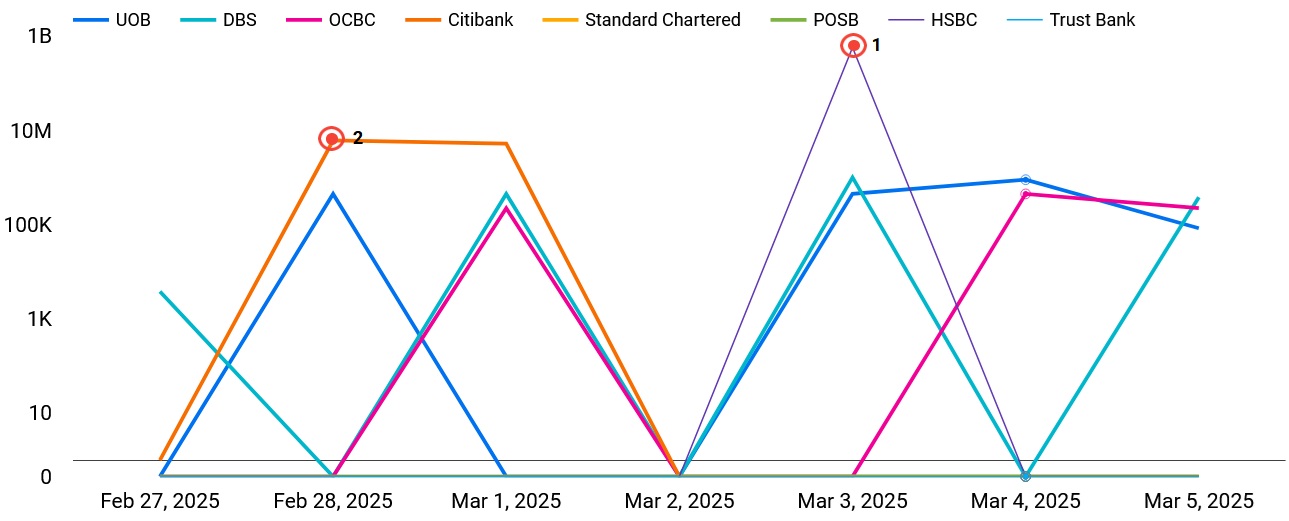 UOB DBS OCBC Citibank Standard Chartered POSB HSBC Trust Bank
1B
1
10M
2
100K
1K
10
0
Feb 27, 2025 Feb 28, 2025 Mar 1, 2025 Mar 2, 2025 Mar 3, 2025 Mar 4, 2025 Mar 5, 2025